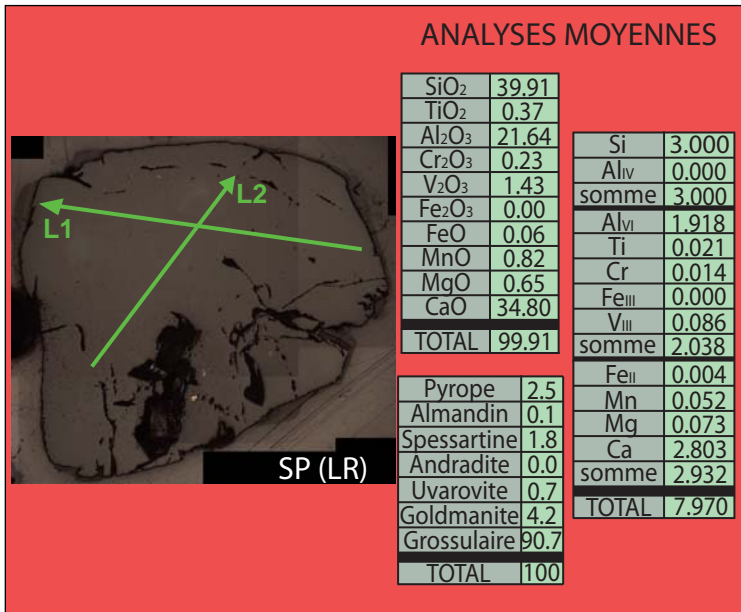 ANALYSES MOYENNES
SiO₂ 39.91
TiO₂ 0.37
Al₂O₃ 21.64
Cr₂O₃ 0.23
V₂O₃ 1.43
Fe₂O₃ 0.00
FeO 0.06
MnO 0.82
MgO 0.65
CaO 34.80
TOTAL 99.91
Si 3.000
AlIV 0.000
somme 3.000
AlVI 1.918
Ti 0.021
Cr 0.014
FeIII 0.000
VIII 0.086
somme 2.038
FeII 0.004
Mn 0.052
Mg 0.073
Ca 2.803
somme 2.932
TOTAL 7.970
Pyrope 2.5
Almandin 0.1
Spessartine 1.8
Andradite 0.0
Uvarovite 0.7
Goldmanite 4.2
Grossulaire 90.7
TOTAL 100
L1
L2
SP (LR)